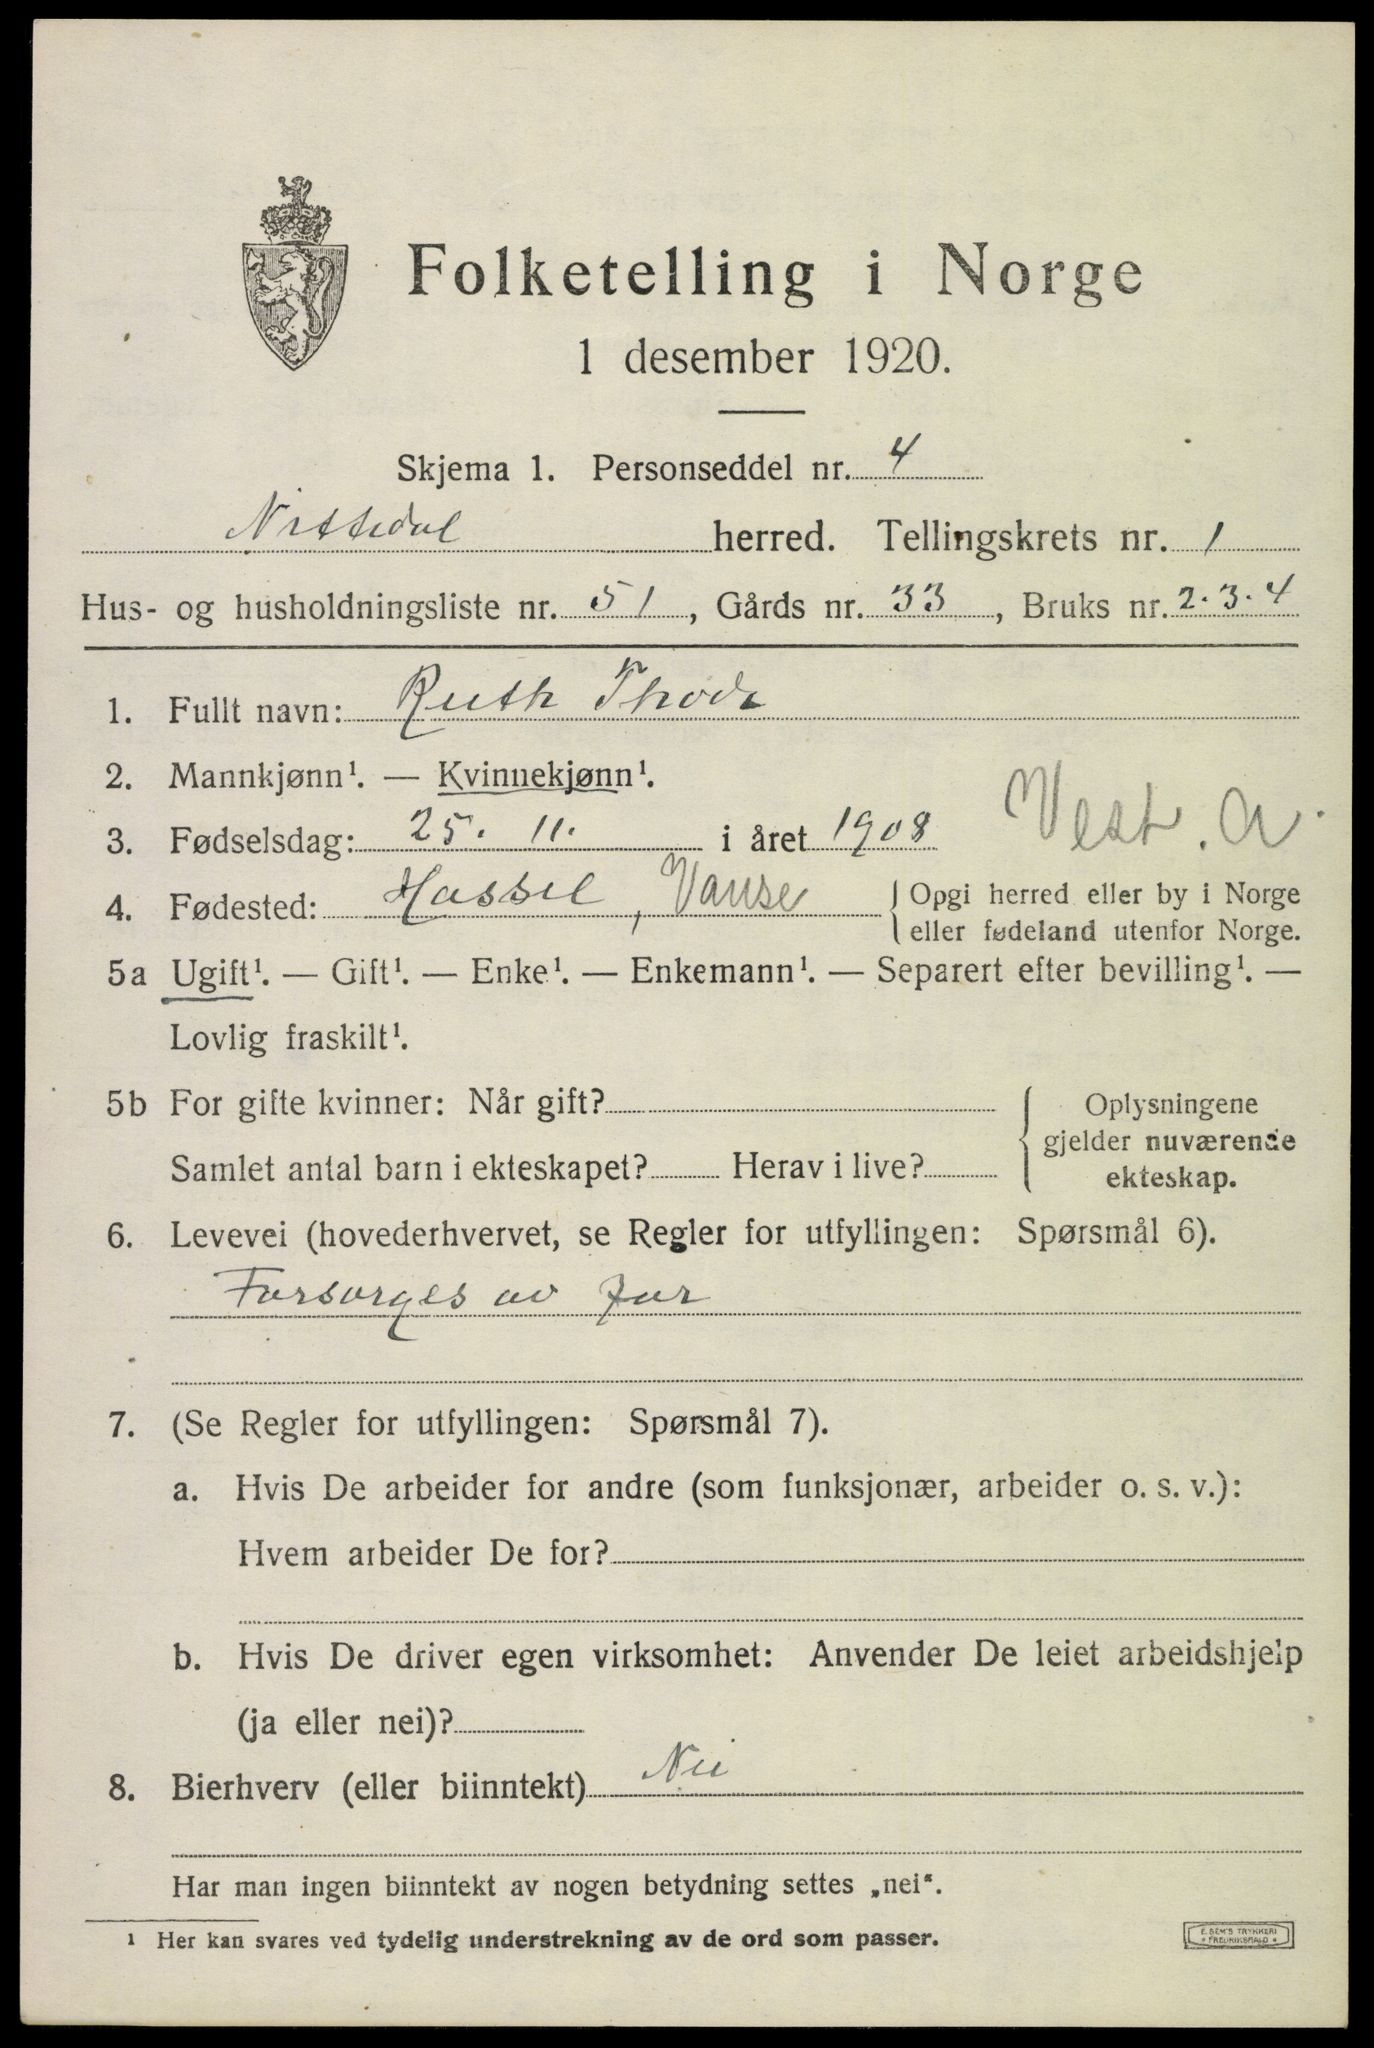 Folketelling i Norge
1 desember 1920.
Skjema 1. Personseddel nr. 4
Nittedal herred. Tellingskrets nr. 1
Hus- og husholdningsliste nr. 51, Gårds nr. 33, Bruks nr. 2.3.4
1. Fullt navn: Ruth Thode
2. Mannkjønn¹. — Kvinnekjønn¹.
3. Fødselsdag: 25. 11. i året 1908
Vest. A.
4. Fødested: Hassel, Vanse
{ Opgi herred eller by i Norge
eller fødeland utenfor Norge.
5a Ugift¹. — Gift¹. — Enke¹. — Enkemann¹. — Separert efter bevilling¹. —
Lovlig fraskilt¹.
5b For gifte kvinner: Når gift?
Samlet antal barn i ekteskapet? Herav i live?
{ Oplysningene
gjelder nuværende
ekteskap.
6. Levevei (hovederhvervet, se Regler for utfyllingen: Spørsmål 6).
Forsørges av far
7. (Se Regler for utfyllingen: Spørsmål 7).
a. Hvis De arbeider for andre (som funksjonær, arbeider o. s. v.):
Hvem arbeider De for?
b. Hvis De driver egen virksomhet: Anvender De leiet arbeidshjelp
(ja eller nei)?
8. Bierhverv (eller biinntekt) Nei
Har man ingen biinntekt av nogen betydning settes „nei“.
¹ Her kan svares ved tydelig understrekning av de ord som passer.
E. SEM'S TRYKKERI
* FREDRIKSHALD *